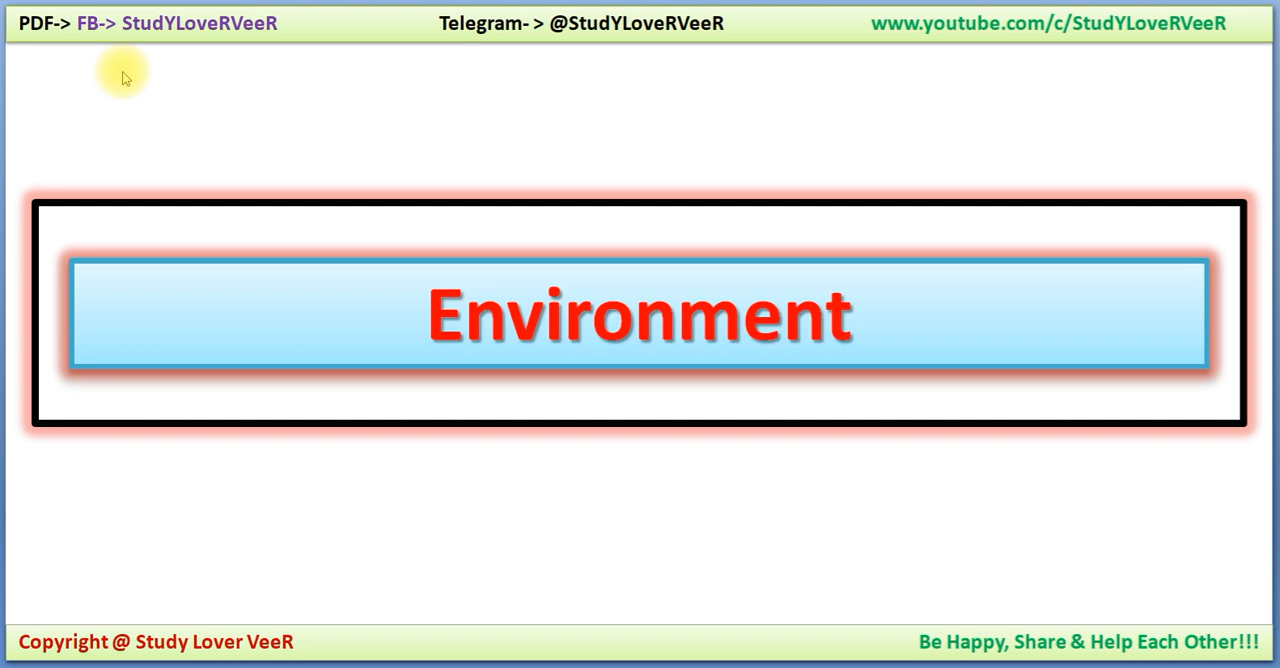 PDF-> FB-> StudYLoveRVeeR Telegram- > @StudYLoveRVeeR www.youtube.com/c/StudYLoveRVeeR
Environment
Copyright @ Study Lover VeeR Be Happy, Share & Help Each Other!!!